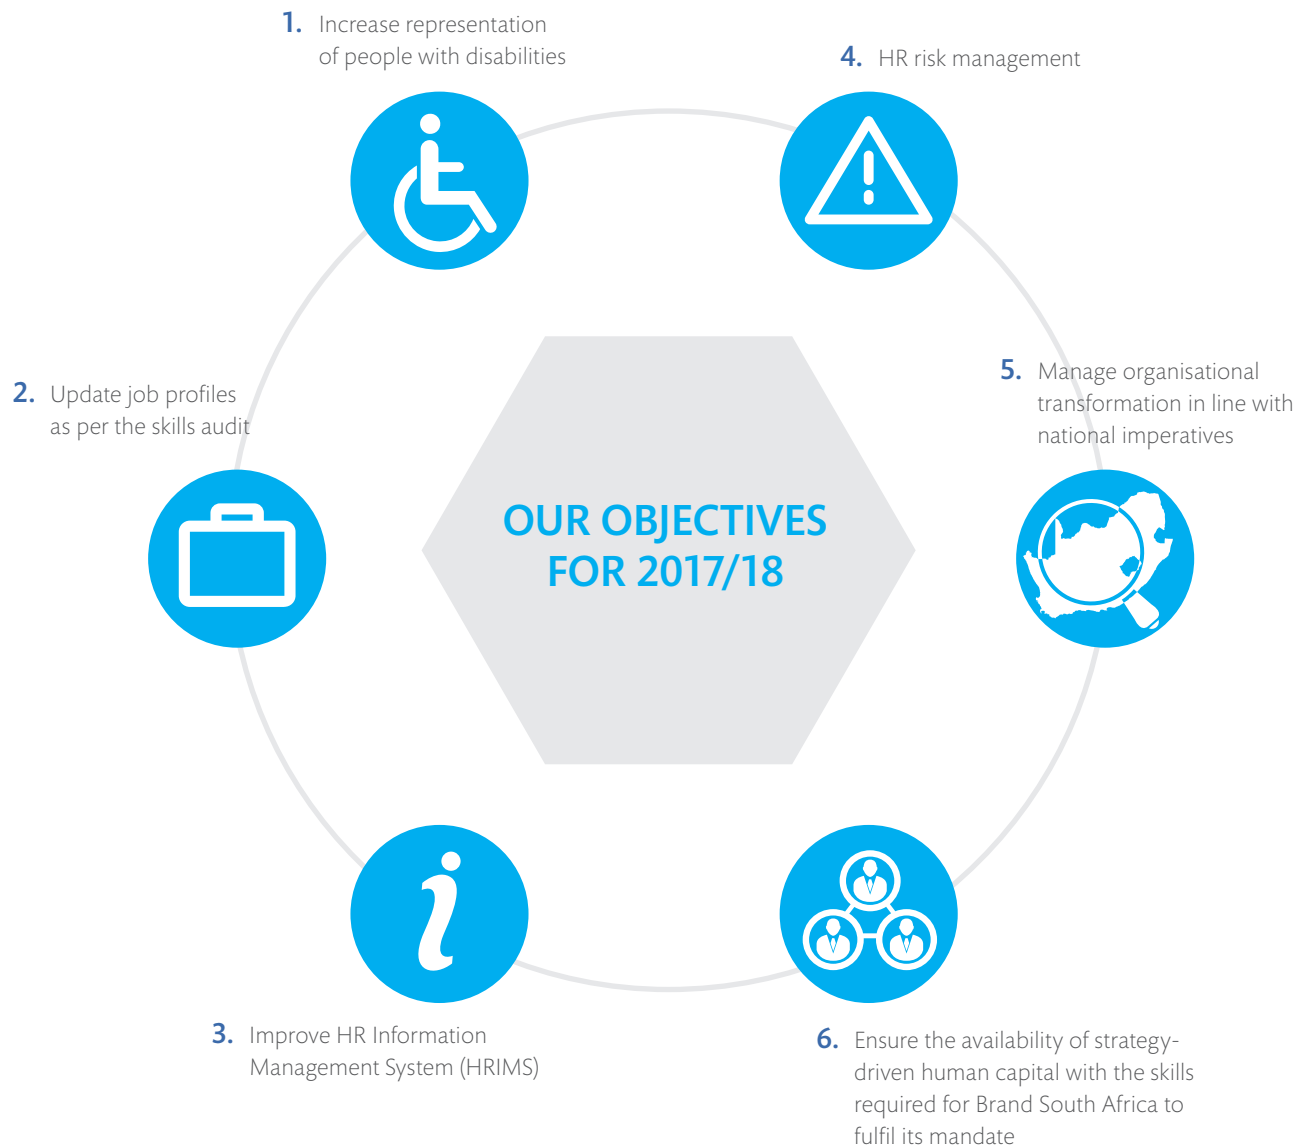 1. Increase representation
of people with disabilities
4. HR risk management
2. Update job profiles
as per the skills audit
5. Manage organisational
transformation in line with
national imperatives
OUR OBJECTIVES
FOR 2017/18
3. Improve HR Information
Management System (HRIMS)
6. Ensure the availability of strategy-
driven human capital with the skills
required for Brand South Africa to
fulfil its mandate